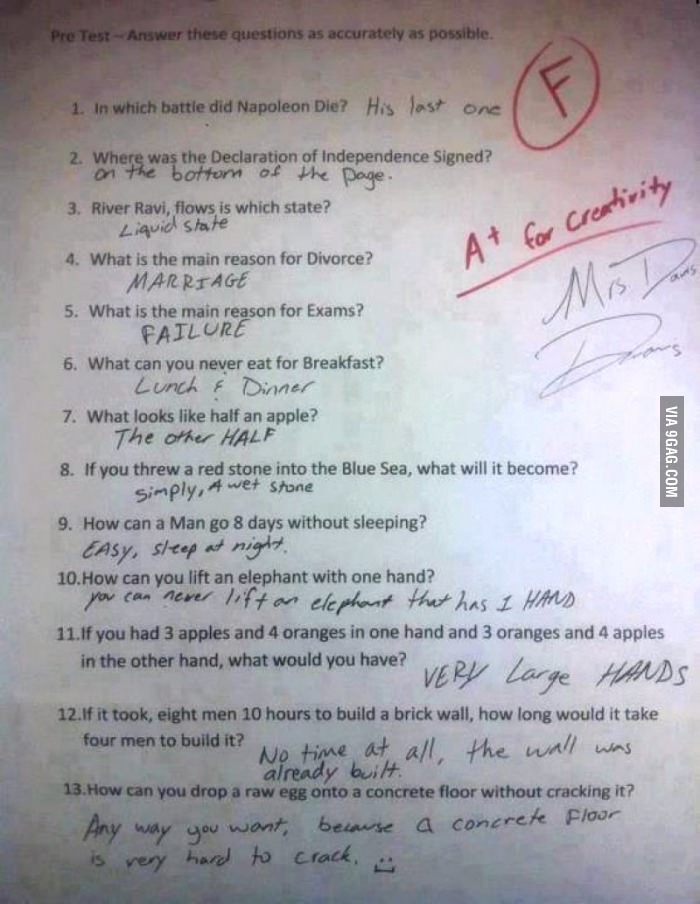 Pre Test – Answer these questions as accurately as possible.
F
1. In which battle did Napoleon Die? His last one
2. Where was the Declaration of Independence Signed?
on the bottom of the page.
3. River Ravi, flows is which state?
Liquid state
A+ for creativity
4. What is the main reason for Divorce?
MARRIAGE
Mrs. Davis
Davis
5. What is the main reason for Exams?
FAILURE
6. What can you never eat for Breakfast?
Lunch & Dinner
7. What looks like half an apple?
The other HALF
8. If you threw a red stone into the Blue Sea, what will it become?
simply, A wet stone
9. How can a Man go 8 days without sleeping?
EASY, sleep at night.
10.How can you lift an elephant with one hand?
you can never lift an elephant that has 1 HAND
11.If you had 3 apples and 4 oranges in one hand and 3 oranges and 4 apples
in the other hand, what would you have? VERY Large HANDS
12.If it took, eight men 10 hours to build a brick wall, how long would it take
four men to build it? No time at all, the wall was
already built.
13.How can you drop a raw egg onto a concrete floor without cracking it?
Any way you want, because a concrete Floor
is very hard to crack. :)
VIA 9GAG.COM